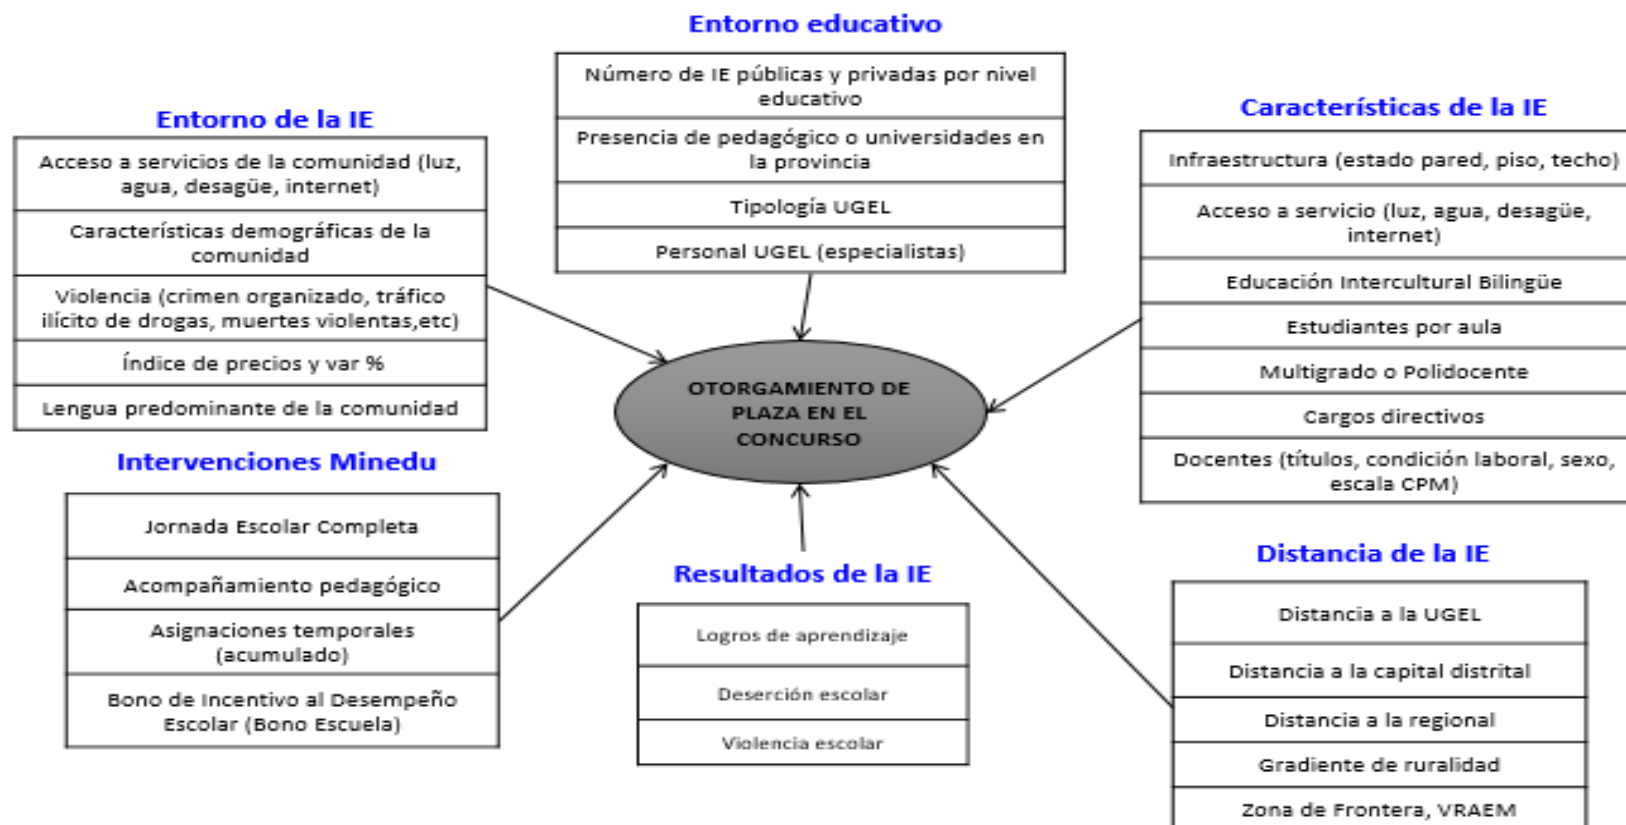 Entorno educativo
Número de IE públicas y privadas por nivel
educativo
Presencia de pedagógico o universidades en
la provincia
Tipología UGEL
Personal UGEL (especialistas)
Entorno de la IE
Acceso a servicios de la comunidad (luz,
agua, desagüe, internet)
Características demográficas de la
comunidad
Violencia (crimen organizado, tráfico
ilícito de drogas, muertes violentas,etc)
Índice de precios y var %
Lengua predominante de la comunidad
Característícas de la IE
Infraestructura (estado pared, piso, techo)
Acceso a servicio (luz, agua, desagüe,
internet)
Educación Intercultural Bilingüe
Estudiantes por aula
Multigrado o Polidocente
Cargos directivos
Docentes (títulos, condición laboral, sexo,
escala CPM)
OTORGAMIENTO DE
PLAZA EN EL
CONCURSO
Intervenciones Minedu
Jornada Escolar Completa
Acompañamiento pedagógico
Asignaciones temporales
(acumulado)
Bono de Incentivo al Desempeño
Escolar (Bono Escuela)
Resultados de la IE
Logros de aprendizaje
Deserción escolar
Violencia escolar
Distancia de la IE
Distancia a la UGEL
Distancia a la capital distrital
Distancia a la regional
Gradiente de ruralidad
Zona de Frontera, VRAEM